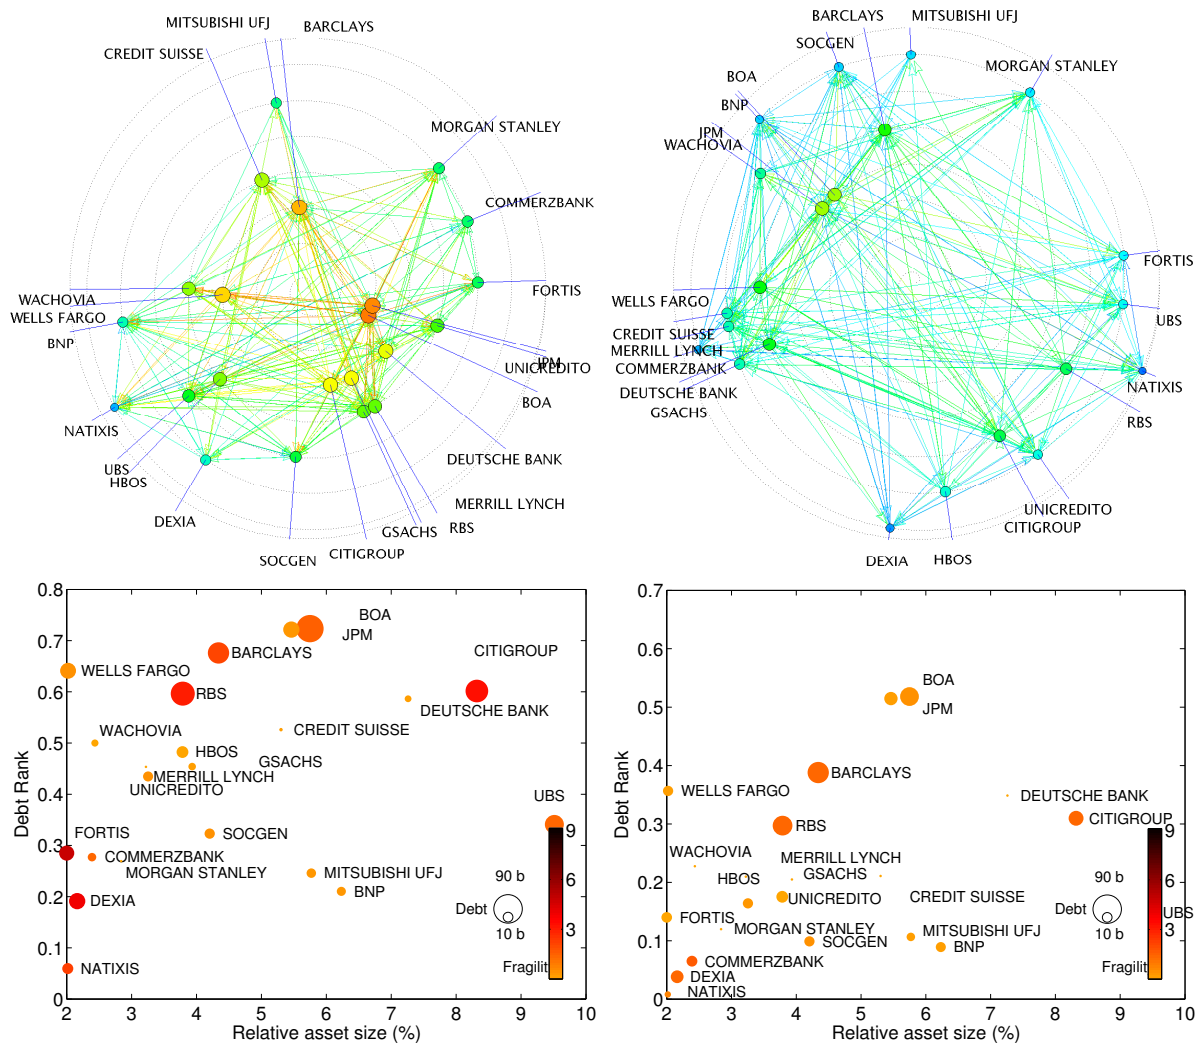 MITSUBISHI UFJ
BARCLAYS
CREDIT SUISSE
MORGAN STANLEY
COMMERZBANK
FORTIS
WACHOVIA
WELLS FARGO
BNP
JPM
UNICREDITO
BOA
NATIXIS
UBS
HBOS
DEUTSCHE BANK
DEXIA
MERRILL LYNCH
GSACHS
RBS
SOCGEN
CITIGROUP
BARCLAYS
MITSUBISHI UFJ
SOCGEN
MORGAN STANLEY
BOA
BNP
JPM
WACHOVIA
FORTIS
WELLS FARGO
UBS
CREDIT SUISSE
MERRILL LYNCH
COMMERZBANK
NATIXIS
DEUTSCHE BANK
GSACHS
RBS
UNICREDITO
CITIGROUP
DEXIA
HBOS
0.8
0.7
0.6
0.5
0.4
0.3
0.2
0.1
0
Debt Rank
BOA
JPM
BARCLAYS
CITIGROUP
WELLS FARGO
RBS
DEUTSCHE BANK
WACHOVIA
CREDIT SUISSE
HBOS
GSACHS
MERRILL LYNCH
UNICREDITO
UBS
FORTIS
SOCGEN
COMMERZBANK
MORGAN STANLEY
MITSUBISHI UFJ
BNP
DEXIA
NATIXIS
90 b
Debt
10 b
Fragilit
9
6
3
2 3 4 5 6 7 8 9 10
Relative asset size (%)
0.7
0.6
0.5
0.4
0.3
0.2
0.1
0
Debt Rank
BOA
JPM
BARCLAYS
WELLS FARGO
DEUTSCHE BANK
RBS
CITIGROUP
WACHOVIA
MERRILL LYNCH
HBOS
GSACHS
UNICREDITO
CREDIT SUISSE
UBS
FORTIS
MORGAN STANLEY
MITSUBISHI UFJ
SOCGEN
BNP
COMMERZBANK
DEXIA
NATIXIS
90 b
Debt
10 b
Fragilit
9
6
3
2 3 4 5 6 7 8 9 10
Relative asset size (%)